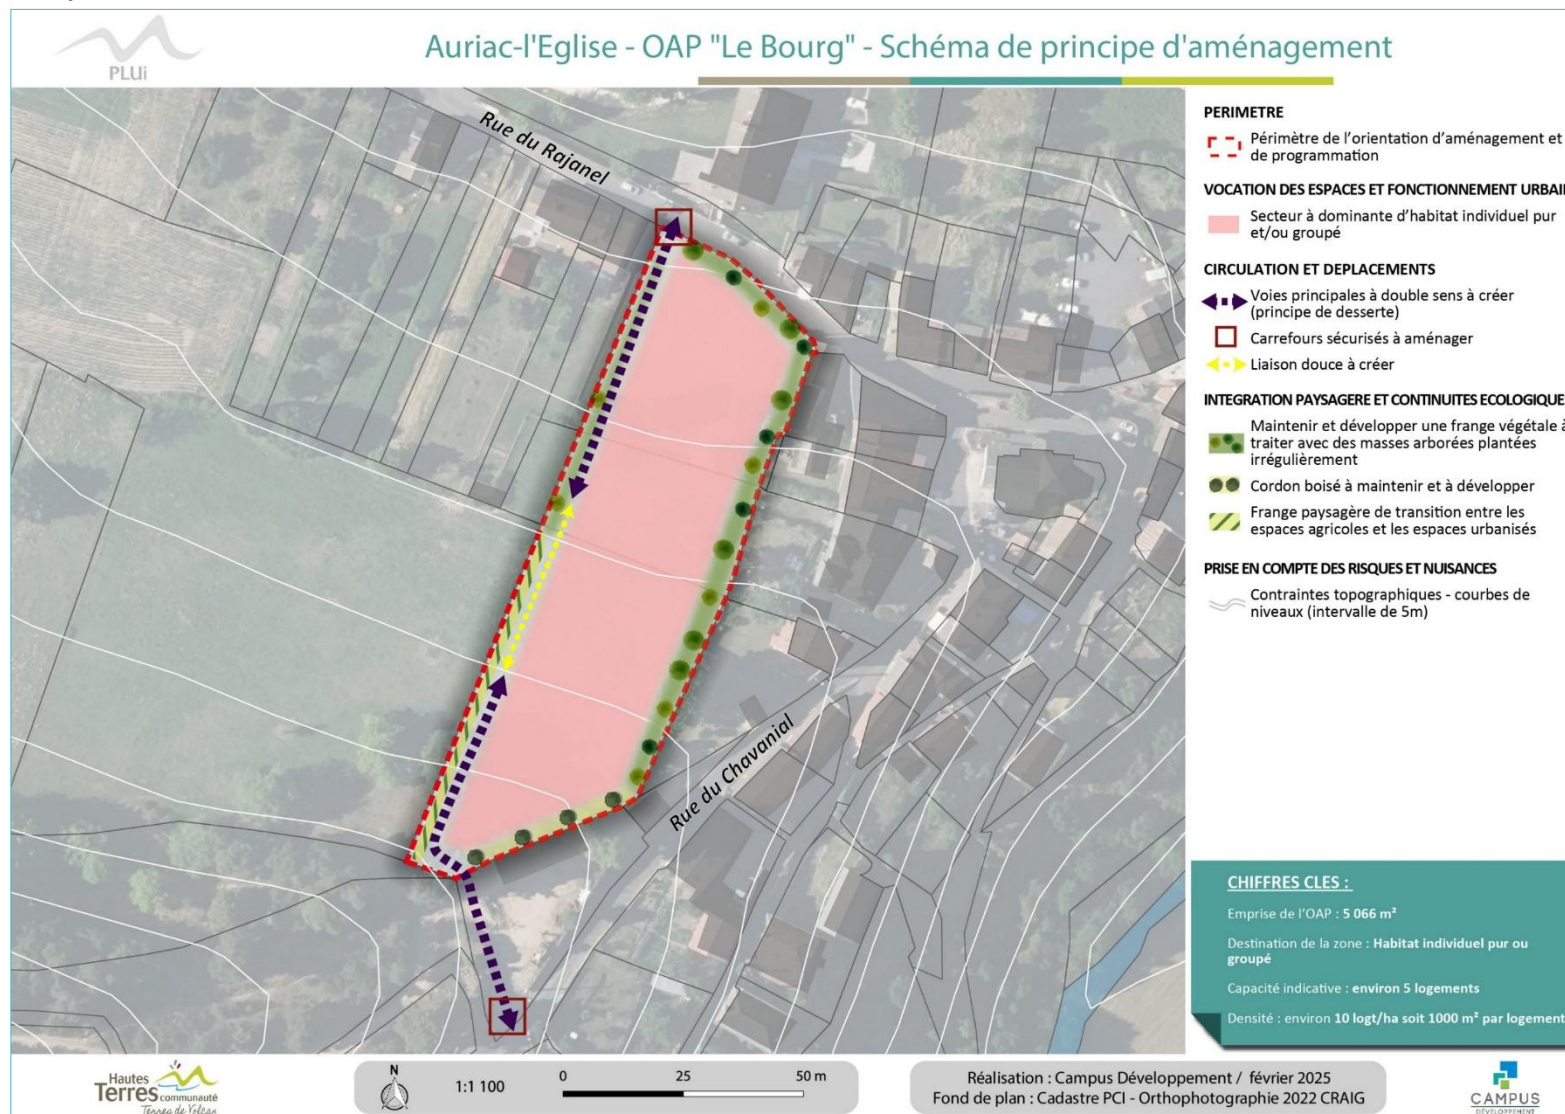 PLUi
Auriac-l'Eglise - OAP "Le Bourg" - Schéma de principe d'aménagement
Rue du Rajanel
Rue du Chavanial
PERIMETRE
Périmètre de l'orientation d'aménagement et
de programmation
VOCATION DES ESPACES ET FONCTIONNEMENT URBAI
Secteur à dominante d'habitat individuel pur
et/ou groupé
CIRCULATION ET DEPLACEMENTS
Voies principales à double sens à créer
(principe de desserte)
Carrefours sécurisés à aménager
Liaison douce à créer
INTEGRATION PAYSAGERE ET CONTINUITES ECOLOGIQUE
Maintenir et développer une frange végétale à
traiter avec des masses arborées plantées
irrégulièrement
Cordon boisé à maintenir et à développer
Frange paysagère de transition entre les
espaces agricoles et les espaces urbanisés
PRISE EN COMPTE DES RISQUES ET NUISANCES
Contraintes topographiques - courbes de
niveaux (intervalle de 5m)
CHIFFRES CLES :
Emprise de l'OAP : 5 066 m²
Destination de la zone : Habitat individuel pur ou
groupé
Capacité indicative : environ 5 logements
Densité : environ 10 logt/ha soit 1000 m² par logement
Hautes
Terres communauté
Terres de Volcan
N
1:1 100
0 25 50 m
Réalisation : Campus Développement / février 2025
Fond de plan : Cadastre PCI - Orthophotographie 2022 CRAIG
CAMPUS
DÉVELOPPEMENT